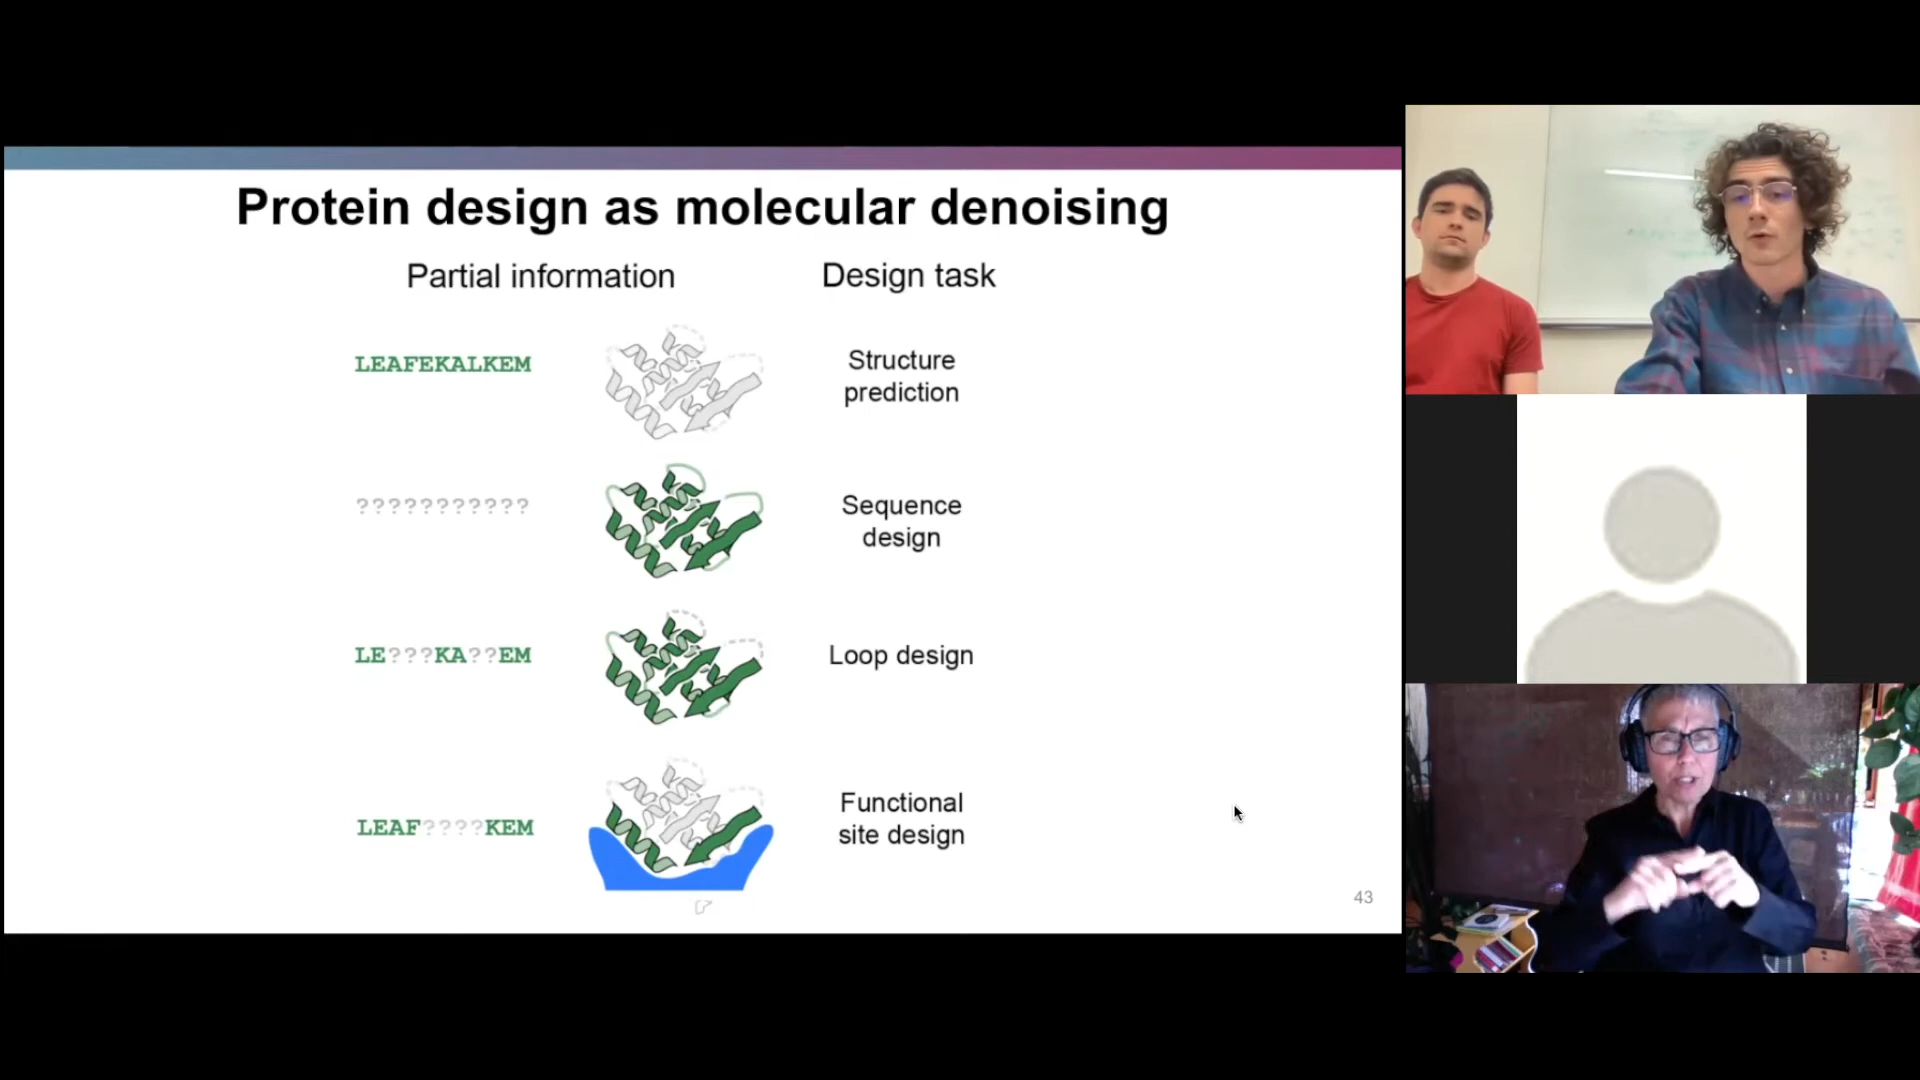 Protein design as molecular denoising
Partial information
Design task
LEAFEKALKEM
Structure
prediction
???????????
Sequence
design
LE???KA??EM
Loop design
LEAF????KEM
Functional
site design
43